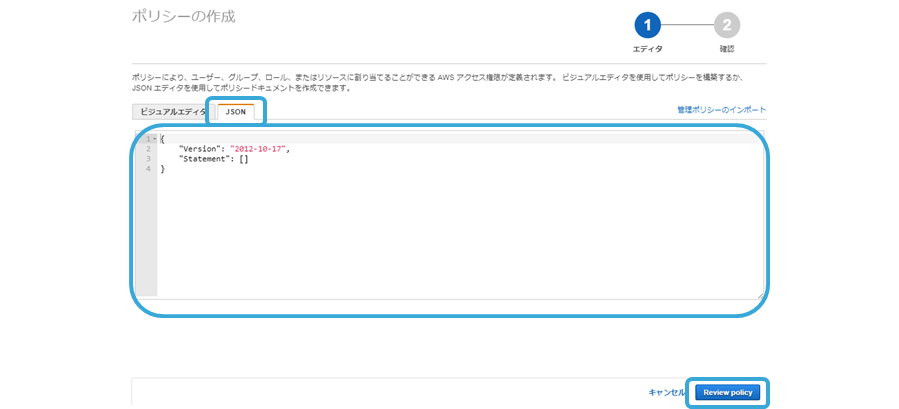 ポリシーの作成
1
2
エディタ
確認
ポリシーにより、ユーザー、グループ、ロール、またはリソースに割り当てることができる AWS アクセス権限が定義されます。 ビジュアルエディタを使用してポリシーを構築するか、
JSON エディタを使用してポリシードキュメントを作成できます。
ビジュアルエディタ
JSON
管理ポリシーのインポート
1 {
2 "Version": "2012-10-17",
3 "Statement": []
4 }
キャンセル
Review policy